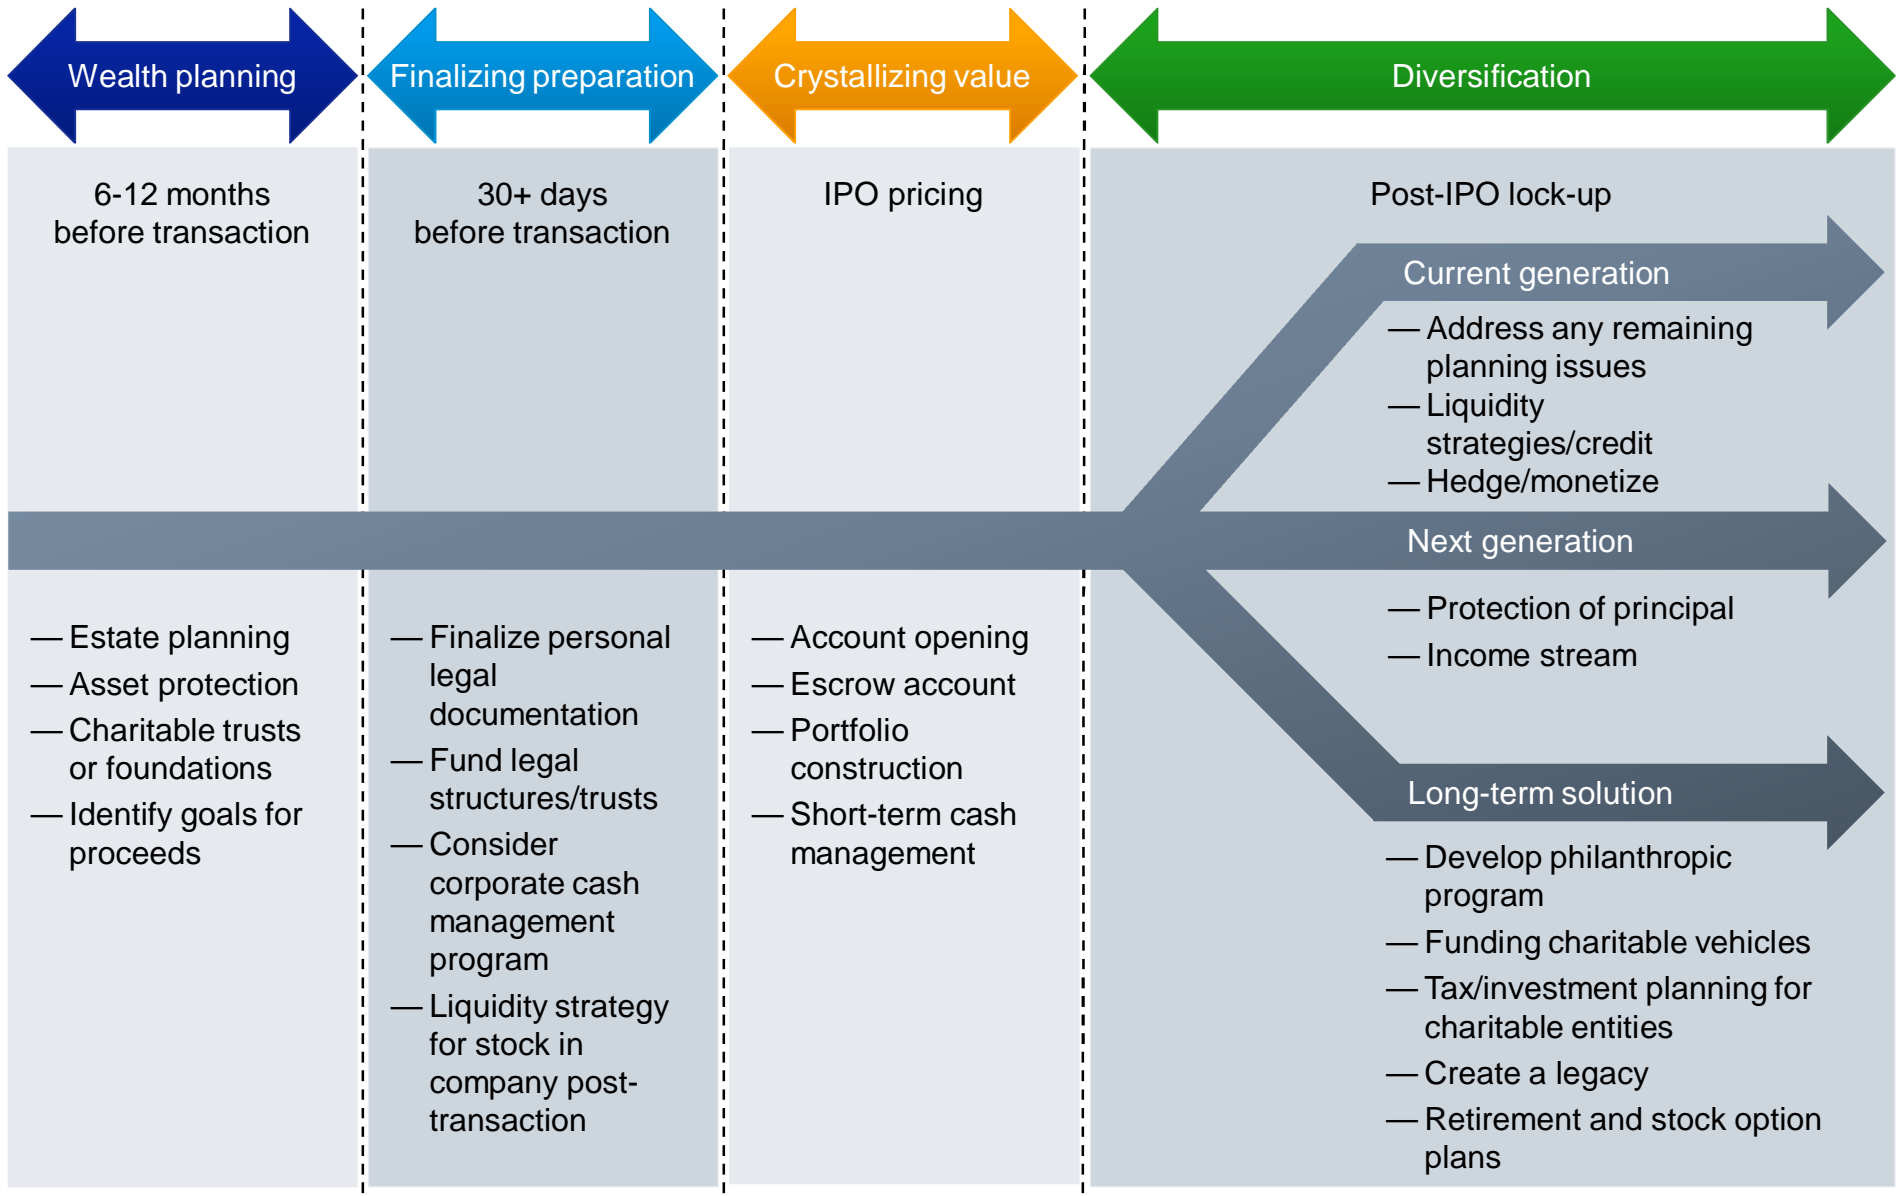 Wealth planning
Finalizing preparation
Crystallizing value
Diversification
6-12 months
before transaction
30+ days
before transaction
IPO pricing
Post-IPO lock-up
Current generation
— Address any remaining
planning issues
— Liquidity
strategies/credit
— Hedge/monetize
Next generation
— Protection of principal
— Income stream
Long-term solution
— Develop philanthropic
program
— Funding charitable vehicles
— Tax/investment planning for
charitable entities
— Create a legacy
— Retirement and stock option
plans
— Estate planning
— Asset protection
— Charitable trusts
or foundations
— Identify goals for
proceeds
— Finalize personal
legal
documentation
— Fund legal
structures/trusts
— Consider
corporate cash
management
program
— Liquidity strategy
for stock in
company post-
transaction
— Account opening
— Escrow account
— Portfolio
construction
— Short-term cash
management